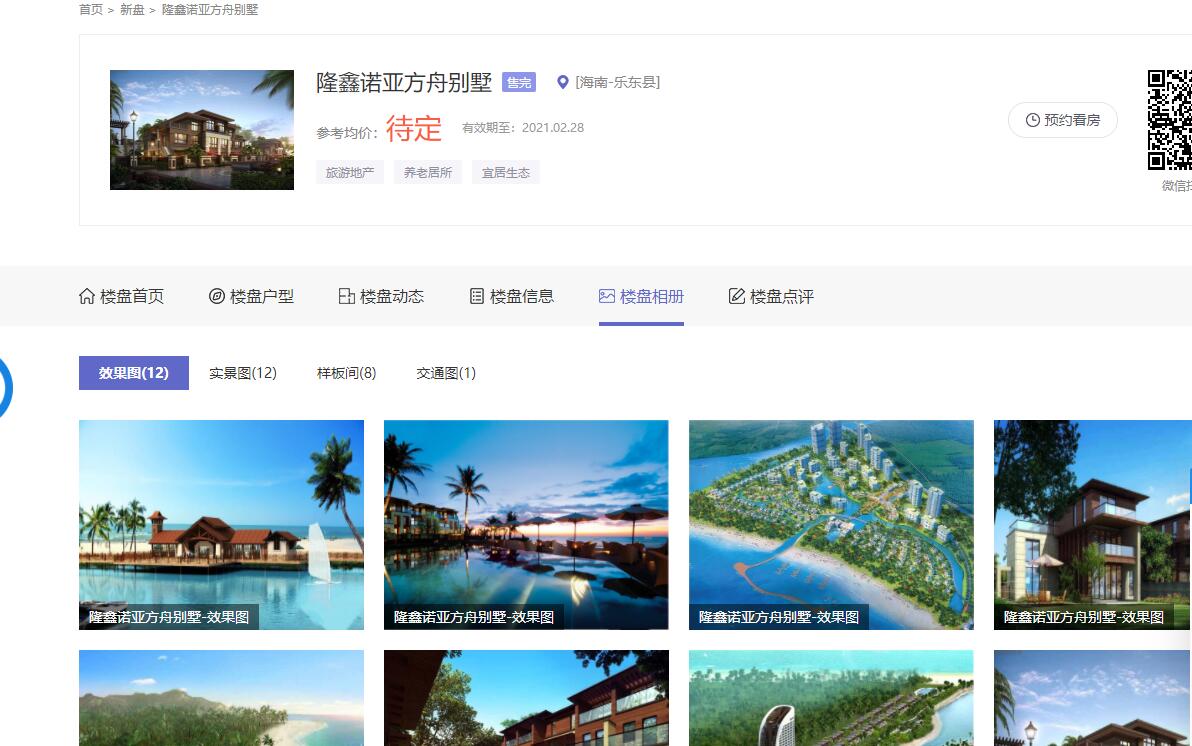 首页 > 新盘 > 隆鑫诺亚方舟别墅
隆鑫诺亚方舟别墅 售完 [海南-乐东县]
参考均价: 待定 有效期至: 2021.02.28
预约看房
旅游地产 养老居所 宜居生态
微信扫
楼盘首页 楼盘户型 楼盘动态 楼盘信息 楼盘相册 楼盘点评
效果图(12) 实景图(12) 样板间(8) 交通图(1)
隆鑫诺亚方舟别墅-效果图 隆鑫诺亚方舟别墅-效果图 隆鑫诺亚方舟别墅-效果图 隆鑫诺亚方舟别墅-效果图